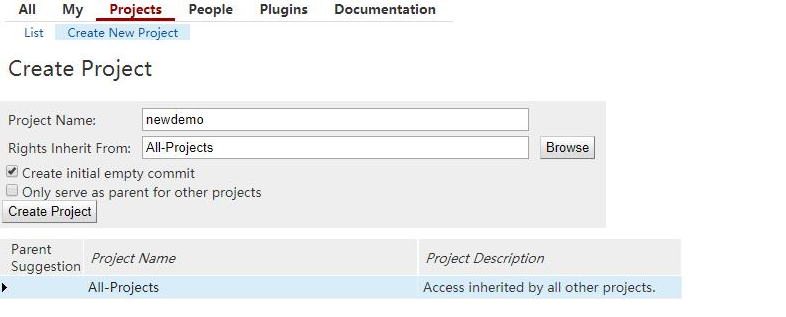 All My Projects People Plugins Documentation
List Create New Project
Create Project
Project Name: newdemo
Rights Inherit From: All-Projects Browse
Create initial empty commit
Only serve as parent for other projects
Create Project
Parent Suggestion Project Name Project Description
All-Projects Access inherited by all other projects.